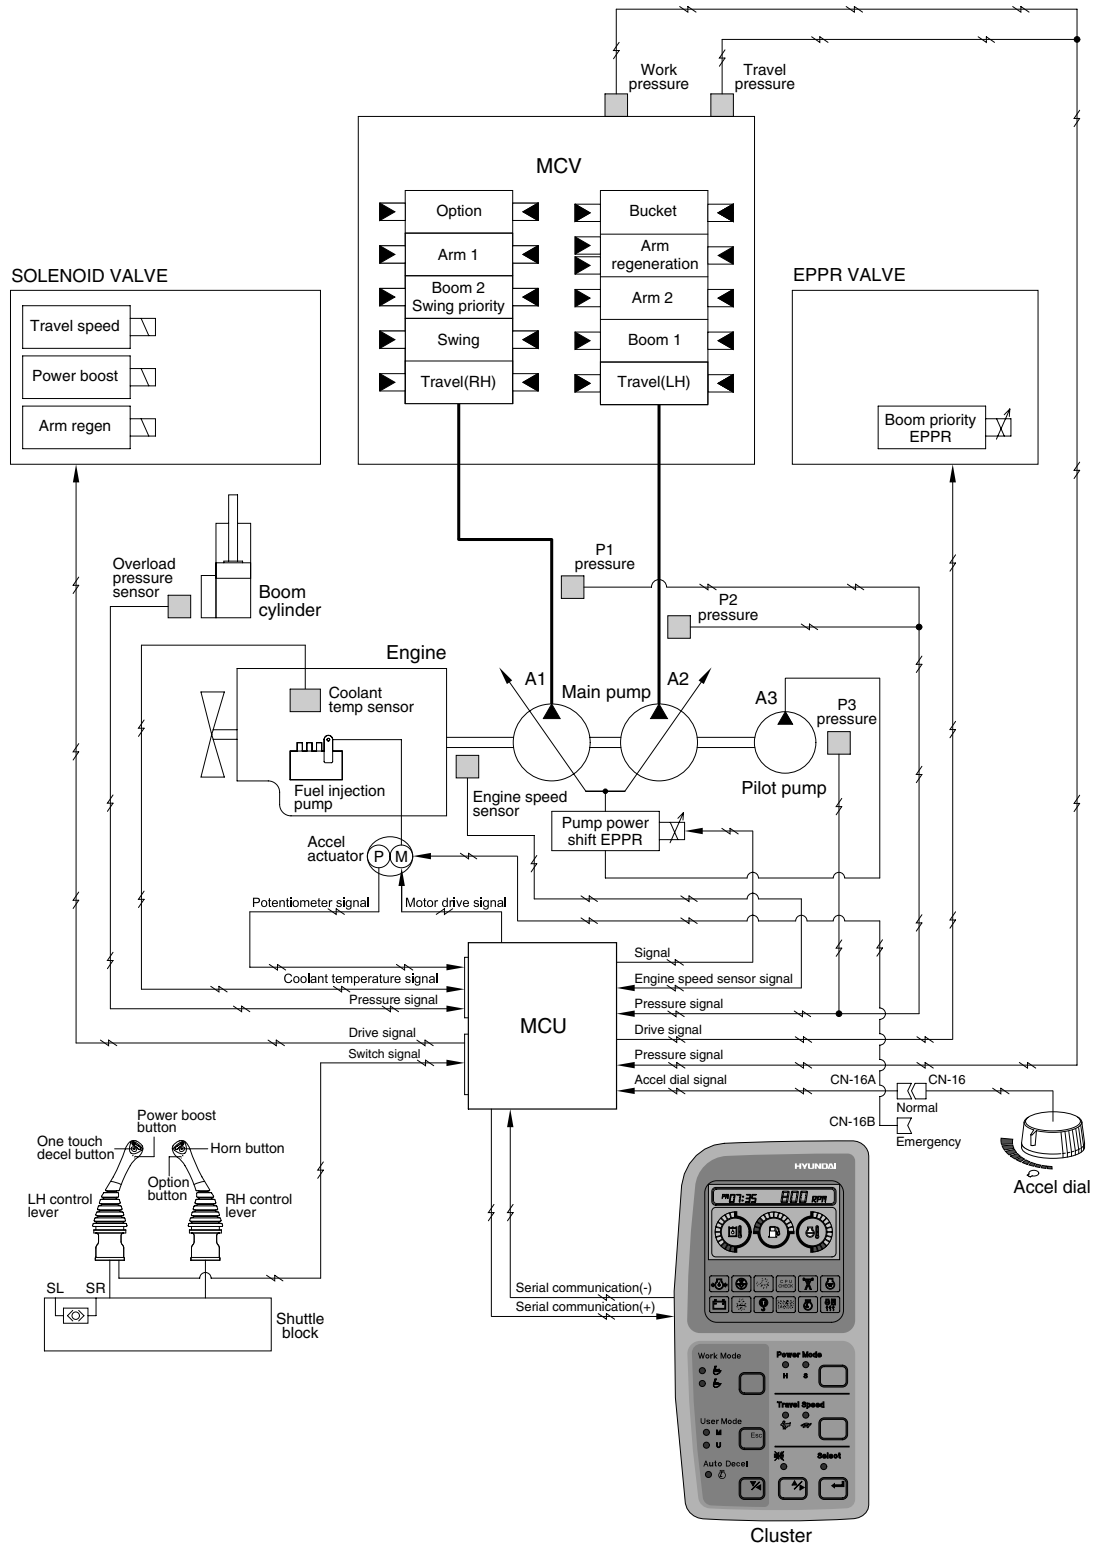 Work
pressure
Travel
pressure
MCV
Option
Arm 1
Boom 2
Swing priority
Swing
Travel(RH)
Bucket
Arm
regeneration
Arm 2
Boom 1
Travel(LH)
SOLENOID VALVE
Travel speed
Power boost
Arm regen
EPPR VALVE
Boom priority
EPPR
Overload
pressure
sensor
Boom
cylinder
P1
pressure
P2
pressure
Engine
Coolant
temp sensor
Fuel injection
pump
A1
Main pump
A2
A3
P3
pressure
Pilot pump
Engine speed
sensor
Pump power
shift EPPR
Accel
actuator
P
M
Potentiometer signal
Motor drive signal
Coolant temperature signal
Pressure signal
Drive signal
Switch signal
MCU
Signal
Engine speed sensor signal
Pressure signal
Drive signal
Pressure signal
Accel dial signal
CN-16A
CN-16
Normal
CN-16B
Emergency
Accel dial
Power boost
button
One touch
decel button
Horn button
Option
button
LH control
lever
RH control
lever
SL
SR
Shuttle
block
Serial communication(-)
Serial communication(+)
HYUNDAI
PM 07:35
800 RPM
CPU
CHECK
Work Mode
Power Mode
H
S
User Mode
M
U
Esc
Travel Speed
Auto Decel
Select
Cluster